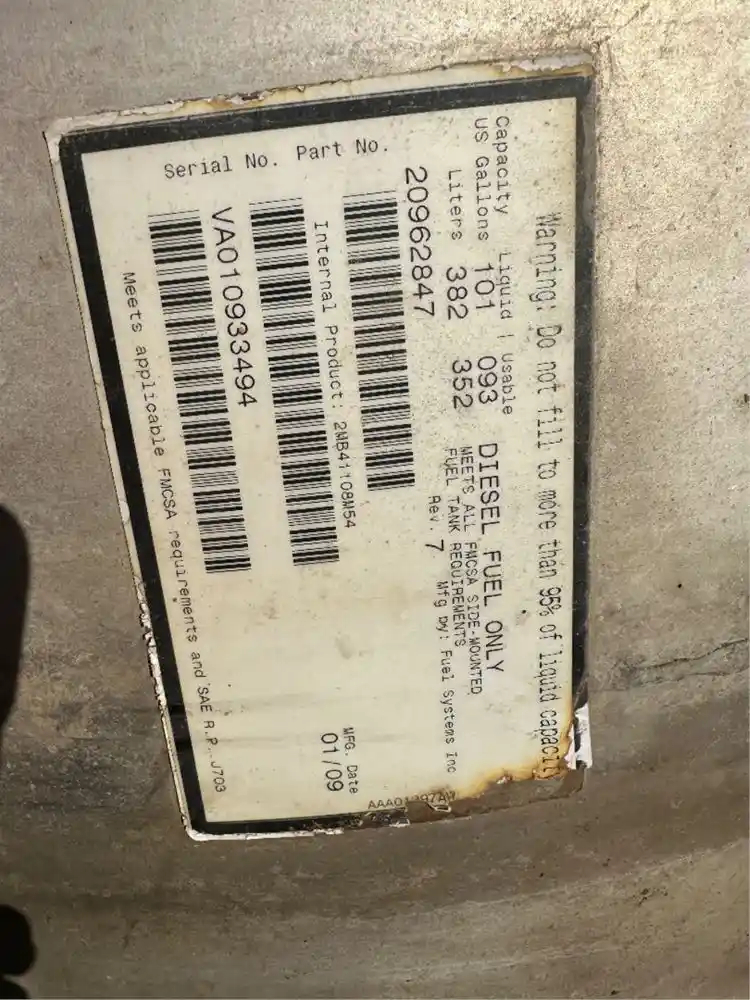 Warning: Do not fill to more than 95% of liquid capacity
Capacity Liquid | Usable
US Gallons 101 093 DIESEL FUEL ONLY
Liters 382 352 MEETS ALL FMCSA SIDE-MOUNTED
FUEL TANK REQUIREMENTS
Part No. 20962847 Rev. 7 Mfg by: Fuel Systems Inc
Internal Product: 2MB41108M54
MFG. Date
01/09
Serial No. VA010933494
Meets applicable FMCSA requirements and SAE R.P. J703